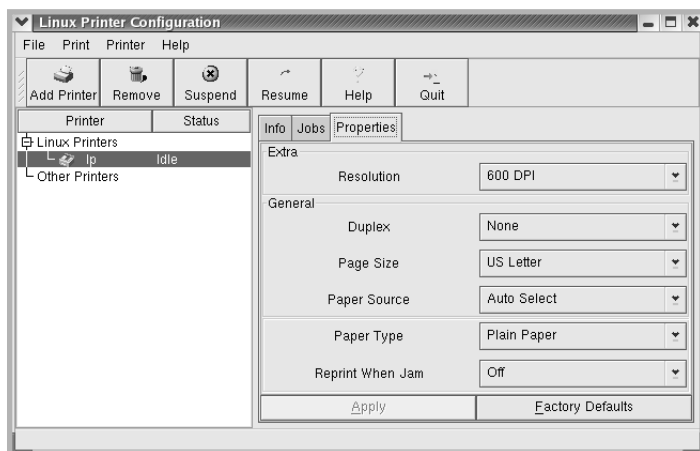 Linux Printer Configuration
File Print Printer Help
Add Printer Remove Suspend Resume Help Quit
Printer Status
Linux Printers
lp Idle
Other Printers
Info Jobs Properties
Extra
Resolution 600 DPI
General
Duplex None
Page Size US Letter
Paper Source Auto Select
Paper Type Plain Paper
Reprint When Jam Off
Apply Factory Defaults